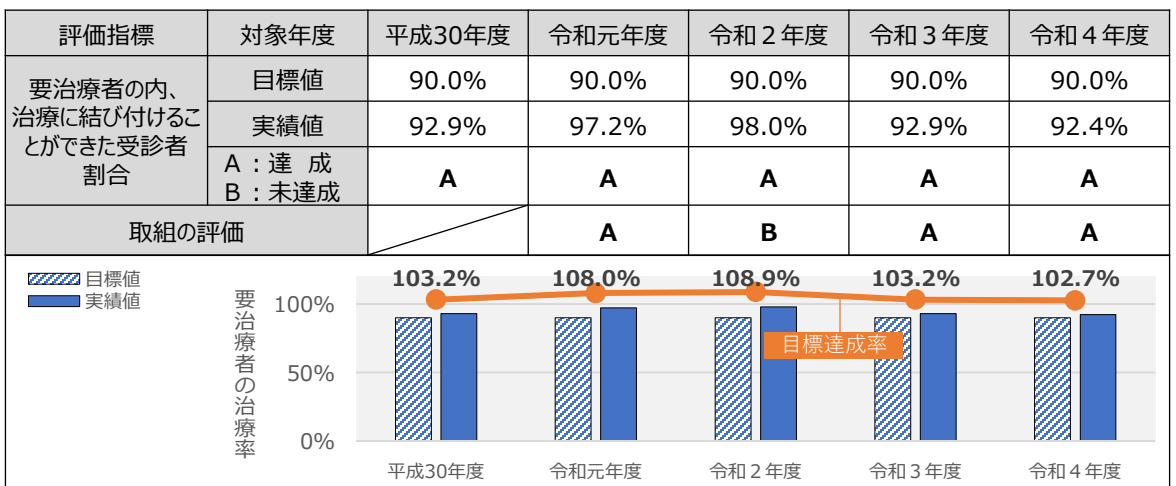 評価指標 対象年度 平成30年度 令和元年度 令和２年度 令和３年度 令和４年度
要治療者の内、
治療に結び付けるこ
とができた受診者
割合
目標値 90.0% 90.0% 90.0% 90.0% 90.0%
実績値 92.9% 97.2% 98.0% 92.9% 92.4%
Ａ：達　成
Ｂ：未達成
A A A A A
取組の評価 A B A A
目標値
実績値
要治療者の治療率
100%
50%
0%
103.2% 108.0% 108.9% 103.2% 102.7%
目標達成率
平成30年度 令和元年度 令和２年度 令和３年度 令和４年度